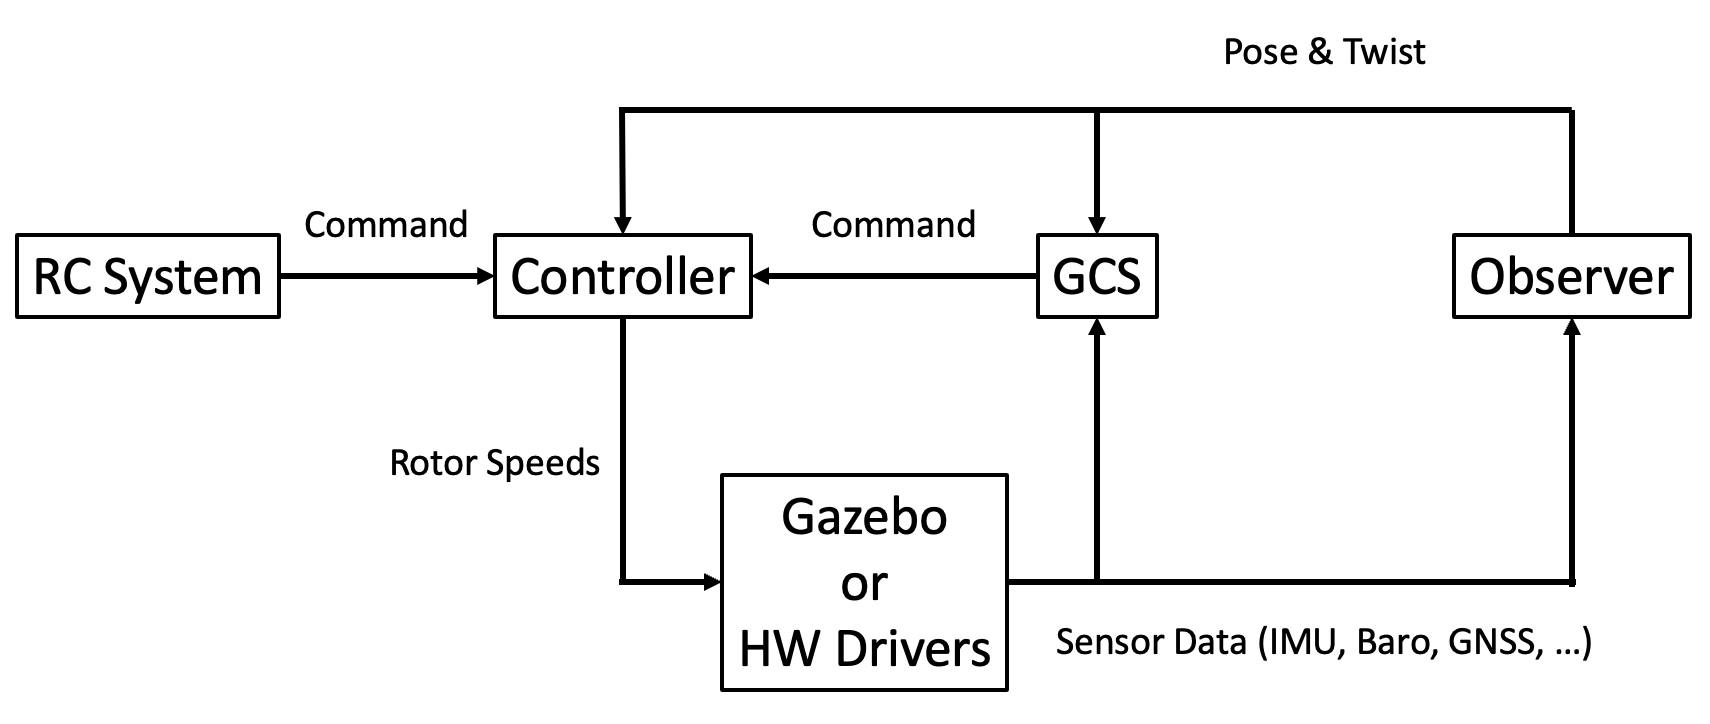 Pose & Twist
Command
Command
RC System
Controller
GCS
Observer
Rotor Speeds
Gazebo
or
HW Drivers
Sensor Data (IMU, Baro, GNSS, ...)